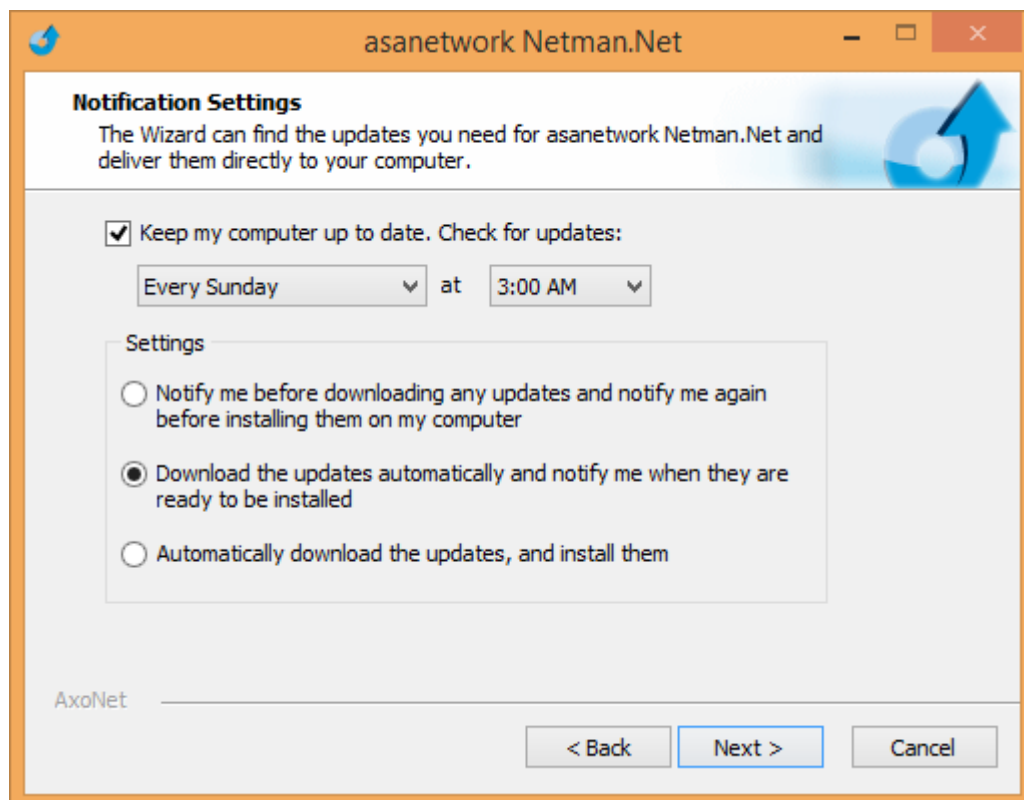 asanetwork Netman.Net
Notification Settings
The Wizard can find the updates you need for asanetwork Netman.Net and
deliver them directly to your computer.
Keep my computer up to date. Check for updates:
Every Sunday at 3:00 AM
Settings
Notify me before downloading any updates and notify me again
before installing them on my computer
Download the updates automatically and notify me when they are
ready to be installed
Automatically download the updates, and install them
AxoNet
< Back Next > Cancel